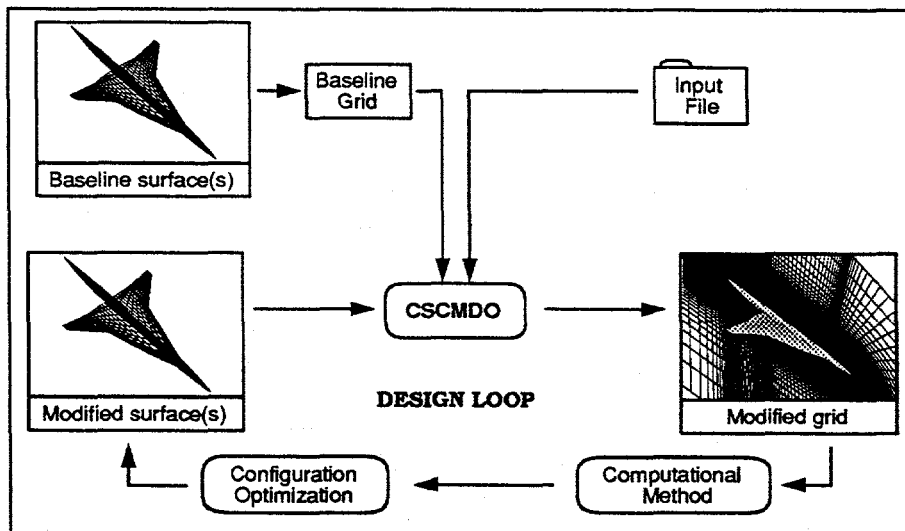 Baseline
Grid
Input
File
Baseline surface(s)
CSCMDO
DESIGN LOOP
Modified surface(s)
Modified grid
Configuration
Optimization
Computational
Method